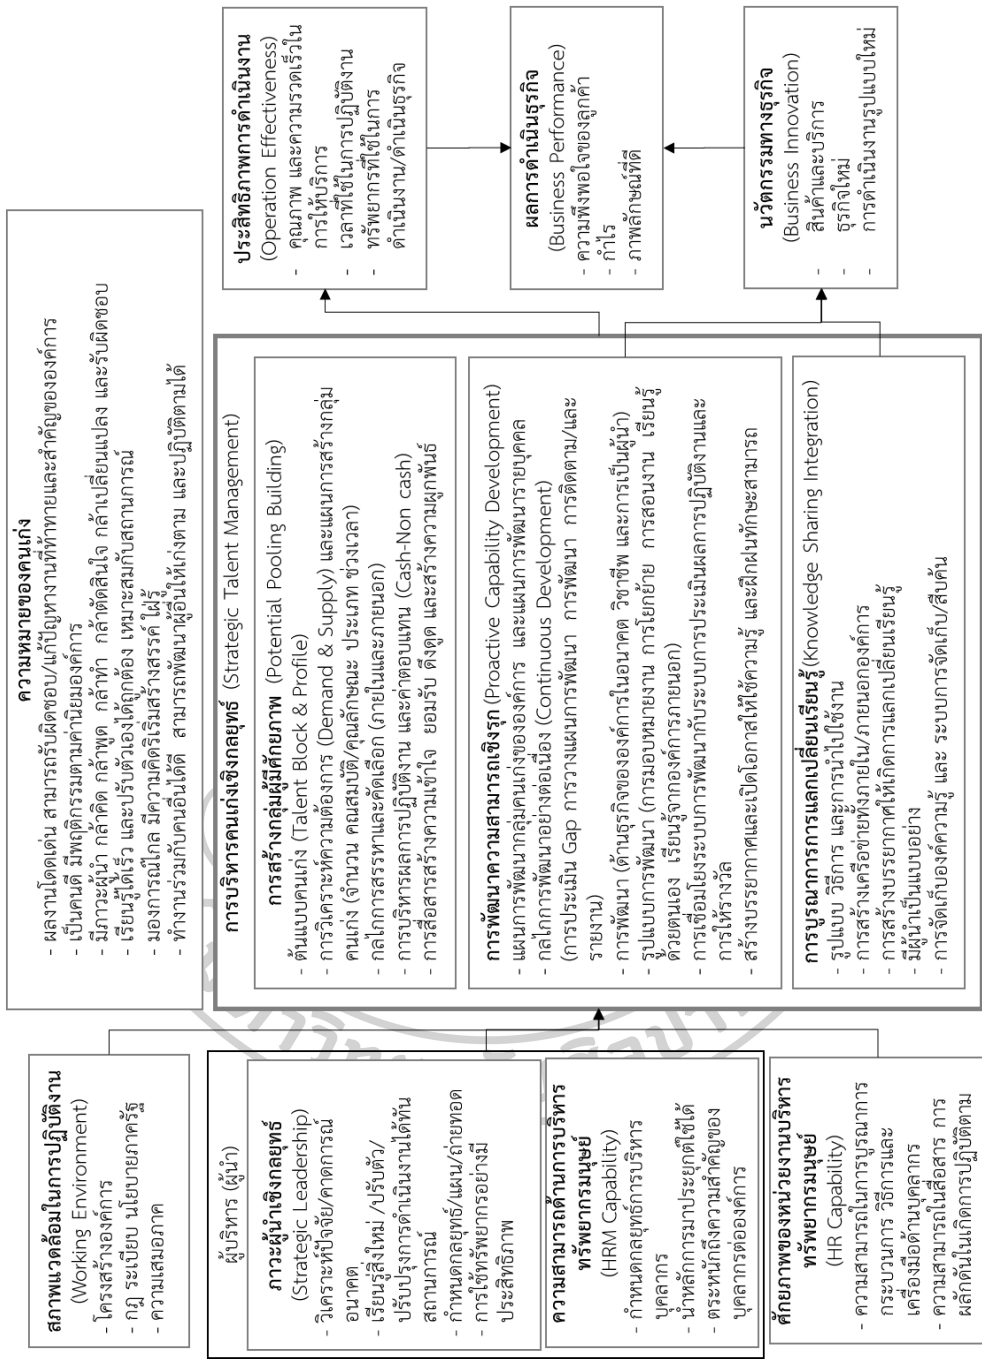 สภาพแวดล้อมในการปฏิบัติงาน
(Working Environment)
- โครงสร้างองค์การ
- กฎ ระเบียบ นโยบายภาครัฐ
- ความเสมอภาค
ผู้บริหาร (ผู้นำ)
ภาวะผู้นำเชิงกลยุทธ์
(Strategic Leadership)
- วิเคราะห์ปัจจัย/คาดการณ์
อนาคต
- เรียนรู้สิ่งใหม่ /ปรับตัว/
ปรับปรุงการดำเนินงานได้ทัน
สถานการณ์
- กำหนดกลยุทธ์/แผน/ถ่ายทอด
- การใช้ทรัพยากรอย่างมี
ประสิทธิภาพ
ความสามารถด้านการบริหาร
ทรัพยากรมนุษย์
(HRM Capability)
- กำหนดกลยุทธ์การบริหาร
บุคลากร
- นำหลักการมาประยุกต์ใช้ได้
- ตระหนักถึงความสำคัญของ
บุคลากรต่อองค์การ
ศักยภาพของหน่วยงานบริหาร
ทรัพยากรมนุษย์
(HR Capability)
- ความสามารถในการบูรณาการ
กระบวนการ วิธีการและ
เครื่องมือด้านบุคลากร
- ความสามารถในสื่อสาร การ
ผลักดันในเกิดการปฏิบัติตาม
ความหมายของคนเก่ง
- ผลงานโดดเด่น สามารถรับผิดชอบ/แก้ปัญหางานที่ท้าทายและสำคัญขององค์การ
- เป็นคนดี มีพฤติกรรมตามค่านิยมองค์การ
- มีภาวะผู้นำ กล้าคิด กล้าพูด กล้าทำ กล้าตัดสินใจ กล้าเปลี่ยนแปลง และรับผิดชอบ
- เรียนรู้ได้เร็ว และปรับตัวเองได้ถูกต้อง เหมาะสมกับสถานการณ์
- มองการณ์ไกล มีความคิดริเริ่มสร้างสรรค์ ใฝ่รู้
- ทำงานร่วมกับคนอื่นได้ดี สามารถพัฒนาผู้อื่นให้เก่งตาม และปฏิบัติตามได้
การบริหารคนเก่งเชิงกลยุทธ์ (Strategic Talent Management)
การสร้างกลุ่มผู้มีศักยภาพ (Potential Pooling Building)
- ต้นแบบคนเก่ง (Talent Block & Profile)
- การวิเคราะห์ความต้องการ (Demand & Supply) และแผนการสร้างกลุ่ม
คนเก่ง (จำนวน คุณสมบัติ/คุณลักษณะ ประเภท ช่วงเวลา)
- กลไกการสรรหาและคัดเลือก (ภายในและภายนอก)
- การบริหารผลการปฏิบัติงาน และค่าตอบแทน (Cash-Non cash)
- การสื่อสารสร้างความเข้าใจ ยอมรับ ดึงดูด และสร้างความผูกพันธ์
การพัฒนาความสามารถเชิงรุก (Proactive Capability Development)
- แผนการพัฒนากลุ่มคนเก่งขององค์การ และแผนการพัฒนารายบุคคล
- กลไกการพัฒนาอย่างต่อเนื่อง (Continuous Development)
(การประเมิน Gap การวางแผนการพัฒนา การพัฒนา การติดตาม/และ
รายงาน)
- การพัฒนา (ด้านธุรกิจขององค์การในอนาคต วิชาชีพ และการเป็นผู้นำ)
- รูปแบบการพัฒนา (การมอบหมายงาน การโยกย้าย การสอนงาน เรียนรู้
ด้วยตนเอง เรียนรู้จากองค์การภายนอก)
- การเชื่อมโยงระบบการพัฒนากับระบบการประเมินผลการปฏิบัติงานและ
การให้รางวัล
- สร้างบรรยากาศและเปิดโอกาสให้ใช้ความรู้ และฝึกฝนทักษะสามารถ
การบูรณาการการแลกเปลี่ยนเรียนรู้ (Knowledge Sharing Integration)
- รูปแบบ วิธีการ และการนำไปใช้งาน
- การสร้างเครือข่ายทั้งภายใน/ภายนอกองค์การ
- การสร้างบรรยากาศให้เกิดการแลกเปลี่ยนเรียนรู้
- มีผู้นำเป็นแบบอย่าง
- การจัดเก็บองค์ความรู้ และ ระบบการจัดเก็บ/สืบค้น
ประสิทธิภาพการดำเนินงาน
(Operation Effectiveness)
- คุณภาพ และความรวดเร็วใน
การให้บริการ
- เวลาที่ใช้ในการปฏิบัติงาน
- ทรัพยากรที่ใช้ในการ
ดำเนินงาน/ดำเนินธุรกิจ
ผลการดำเนินธุรกิจ
(Business Performance)
- ความพึงพอใจของลูกค้า
- กำไร
- ภาพลักษณ์ที่ดี
นวัตกรรมทางธุรกิจ
(Business Innovation)
- สินค้าและบริการ
- ธุรกิจใหม่
- การดำเนินงานรูปแบบใหม่